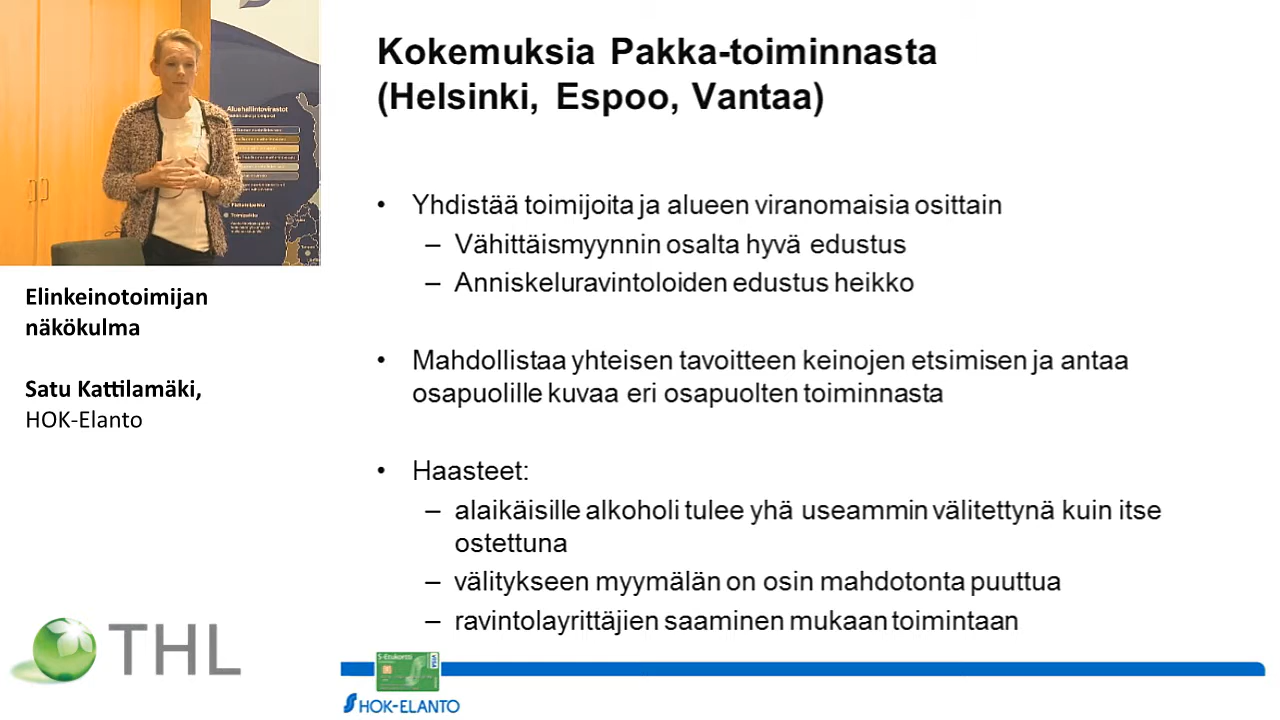 Kokemuksia Pakka-toiminnasta
(Helsinki, Espoo, Vantaa)
• Yhdistää toimijoita ja alueen viranomaisia osittain
– Vähittäismyynnin osalta hyvä edustus
– Anniskeluravintoloiden edustus heikko
• Mahdollistaa yhteisen tavoitteen keinojen etsimisen ja antaa
osapuolille kuvaa eri osapuolten toiminnasta
• Haasteet:
– alaikäisille alkoholi tulee yhä useammin välitettynä kuin itse
ostettuna
– välitykseen myymälän on osin mahdotonta puuttua
– ravintolayrittäjien saaminen mukaan toimintaan
Aluehallintovirastot
Elinkeinotoimijan
näkökulma
Satu Kattilamäki,
HOK-Elanto
THL
S-Etukortti
VISA
HOK-ELANTO